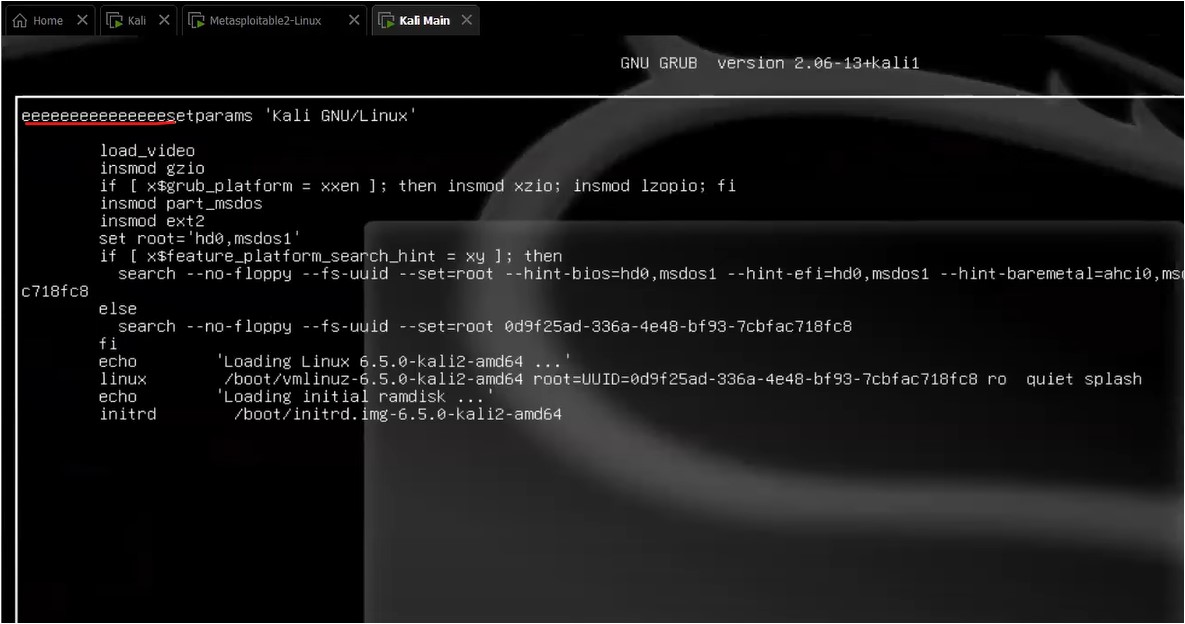 Home
Kali
Metasploitable2-Linux
Kali Main
GNU GRUB  version 2.06-13+kali1
eeeeeeeeeeeeeeesetparams 'Kali GNU/Linux'
load_video
insmod gzio
if [ x$grub_platform = xxen ]; then insmod xzio; insmod lzopio; fi
insmod part_msdos
insmod ext2
set root='hd0,msdos1'
if [ x$feature_platform_search_hint = xy ]; then
search --no-floppy --fs-uuid --set=root --hint-bios=hd0,msdos1 --hint-efi=hd0,msdos1 --hint-baremetal=ahci0,
c718fc8
else
search --no-floppy --fs-uuid --set=root 0d9f25ad-336a-4e48-bf93-7cbfac718fc8
fi
echo 'Loading Linux 6.5.0-kali2-amd64 ...'
linux /boot/vmlinuz-6.5.0-kali2-amd64 root=UUID=0d9f25ad-336a-4e48-bf93-7cbfac718fc8 ro  quiet splash
echo 'Loading initial ramdisk ...'
initrd /boot/initrd.img-6.5.0-kali2-amd64